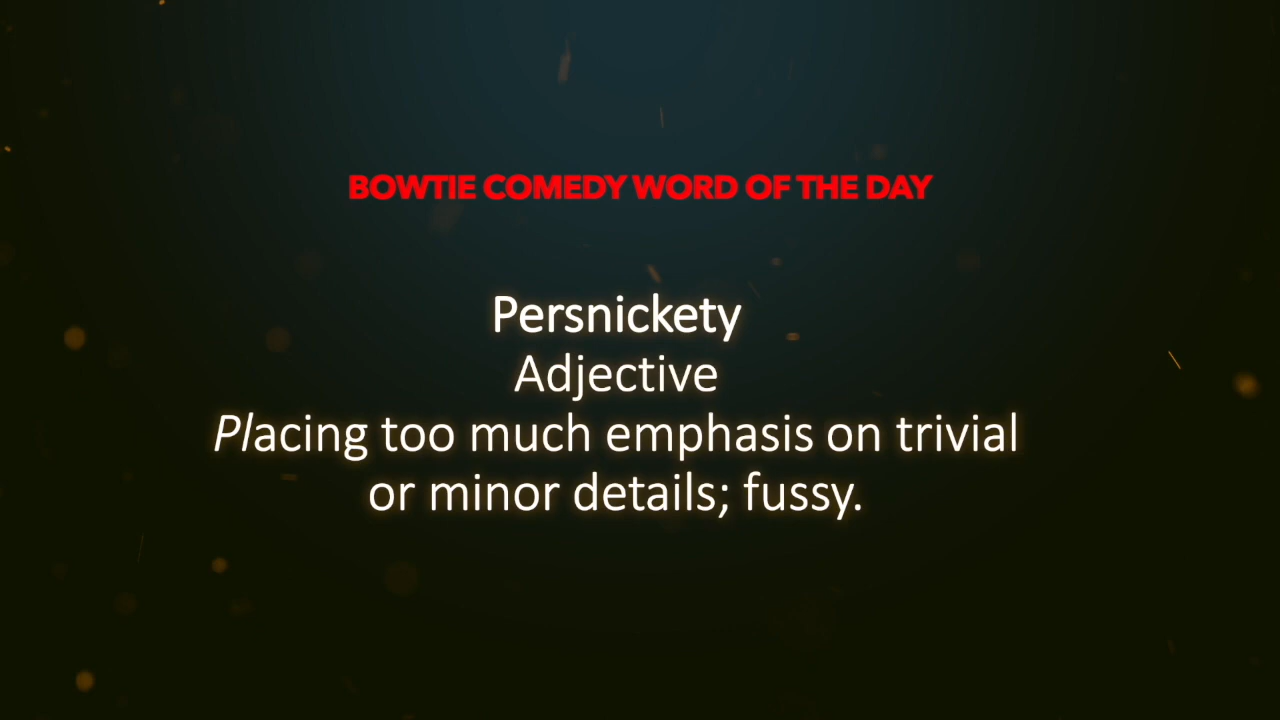 BOWTIE COMEDY WORD OF THE DAY
Persnickety
Adjective
Placing too much emphasis on trivial
or minor details; fussy.